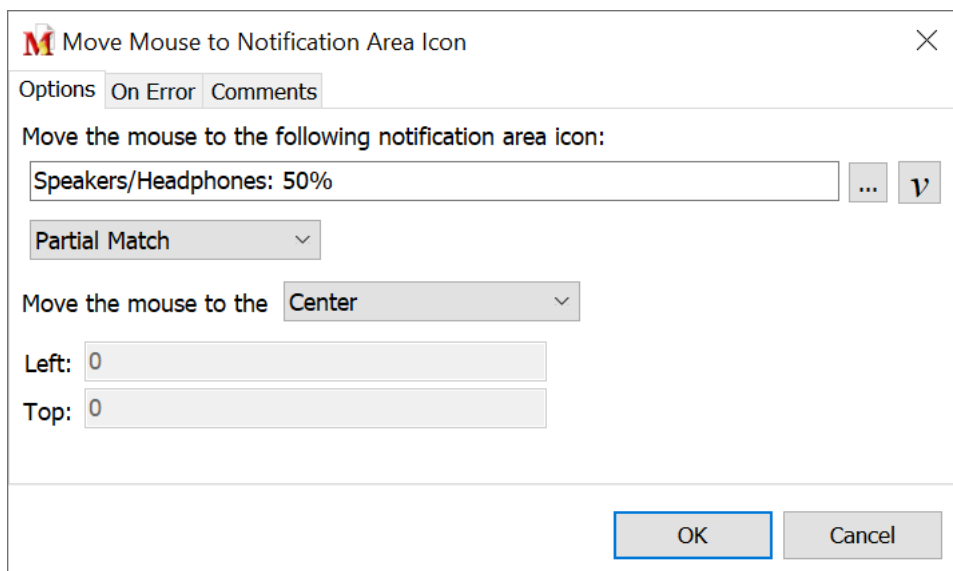 Move Mouse to Notification Area Icon
Options On Error Comments
Move the mouse to the following notification area icon:
Speakers/Headphones: 50% ... v
Partial Match
Move the mouse to the Center
Left: 0
Top: 0
OK Cancel